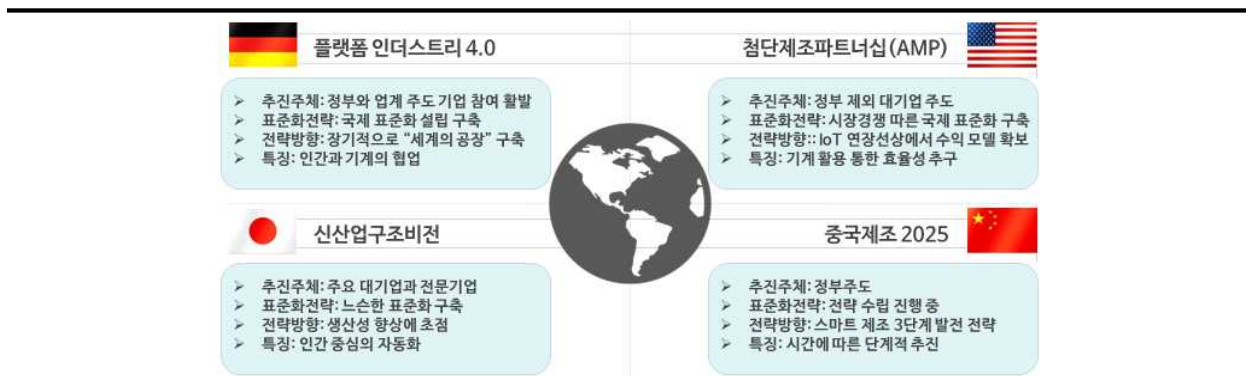 플랫폼 인더스트리 4.0
➢ 추진주체: 정부와 업계 주도 기업 참여 활발
➢ 표준화전략: 국제 표준화 설립 구축
➢ 전략방향: 장기적으로 “세계의 공장” 구축
➢ 특징: 인간과 기계의 협업
첨단제조파트너십(AMP)
➢ 추진주체: 정부 제외 대기업 주도
➢ 표준화전략: 시장경쟁 따른 국제 표준화 구축
➢ 전략방향:: IoT 연장선상에서 수익 모델 확보
➢ 특징: 기계 활용 통한 효율성 추구
신산업구조비전
➢ 추진주체: 주요 대기업과 전문기업
➢ 표준화전략: 느슨한 표준화 구축
➢ 전략방향: 생산성 향상에 초점
➢ 특징: 인간 중심의 자동화
중국제조 2025
➢ 추진주체: 정부주도
➢ 표준화전략: 전략 수립 진행 중
➢ 전략방향: 스마트 제조 3단계 발전 전략
➢ 특징: 시간에 따른 단계적 추진